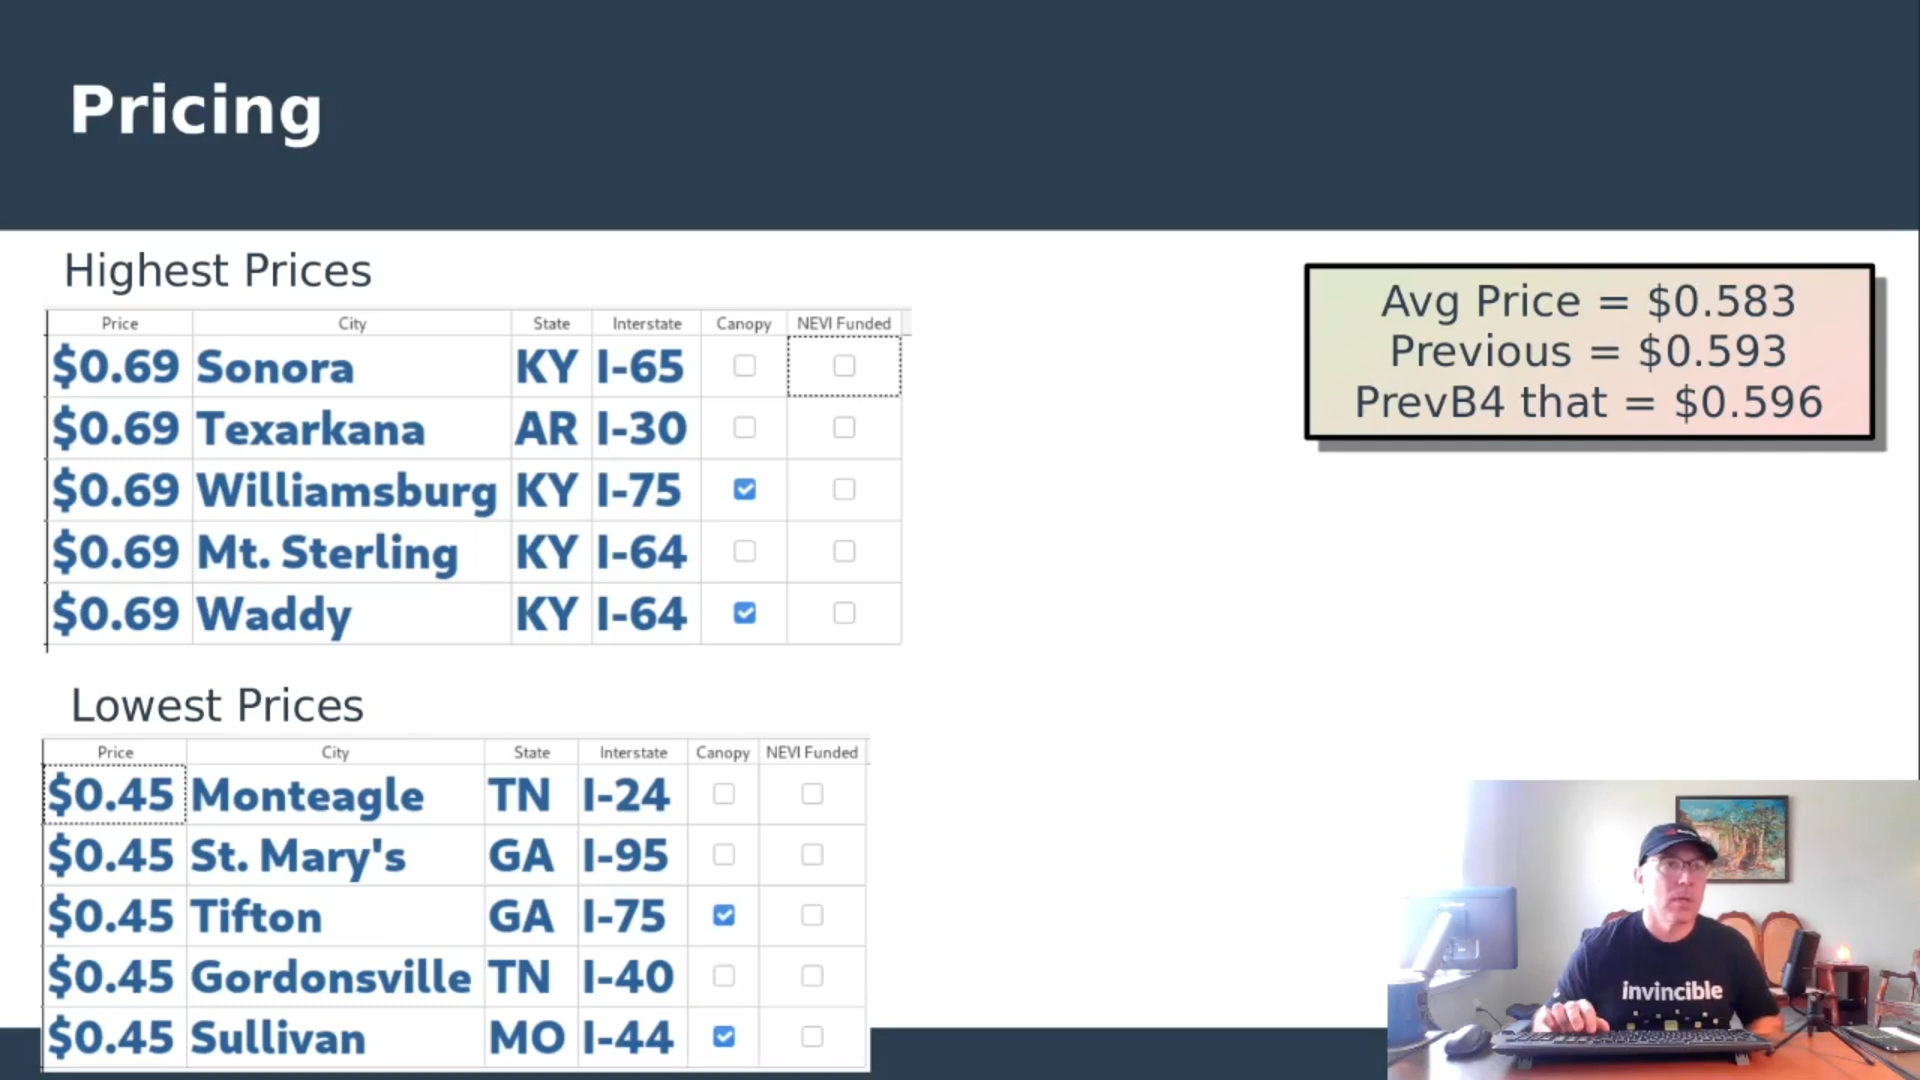 Pricing
Highest Prices
Price City State Interstate Canopy NEVI Funded
$0.69 Sonora KY I-65
$0.69 Texarkana AR I-30
$0.69 Williamsburg KY I-75
$0.69 Mt. Sterling KY I-64
$0.69 Waddy KY I-64
Avg Price = $0.583
Previous = $0.593
PrevB4 that = $0.596
Lowest Prices
Price City State Interstate Canopy NEVI Funded
$0.45 Monteagle TN I-24
$0.45 St. Mary's GA I-95
$0.45 Tifton GA I-75
$0.45 Gordonsville TN I-40
$0.45 Sullivan MO I-44
invincible